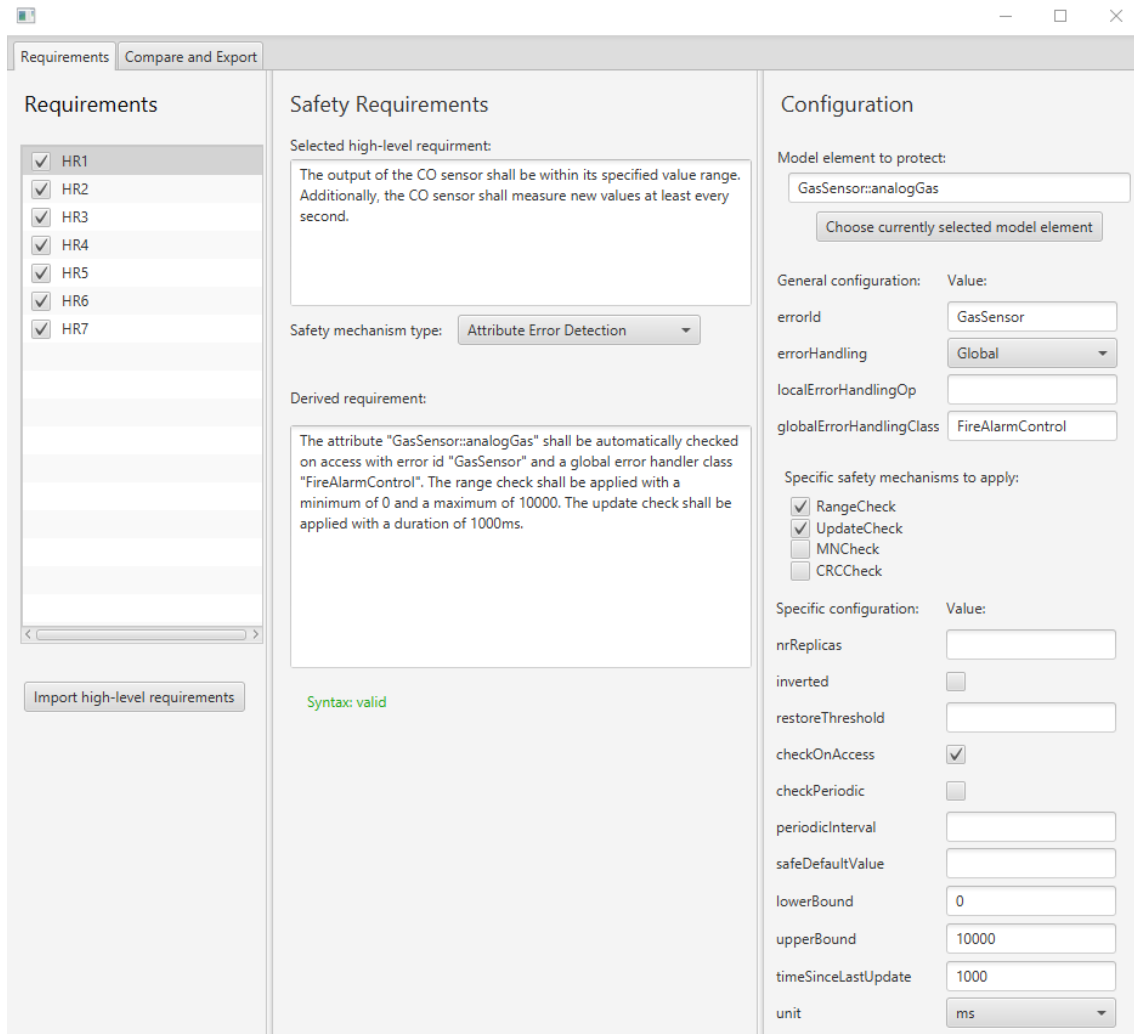 Requirements
Compare and Export
Requirements
HR1
HR2
HR3
HR4
HR5
HR6
HR7
Import high-level requirements
Safety Requirements
Selected high-level requirment:
The output of the CO sensor shall be within its specified value range.
Additionally, the CO sensor shall measure new values at least every
second.
Safety mechanism type:
Attribute Error Detection
Derived requirement:
The attribute "GasSensor::analogGas" shall be automatically checked
on access with error id "GasSensor" and a global error handler class
"FireAlarmControl". The range check shall be applied with a
minimum of 0 and a maximum of 10000. The update check shall be
applied with a duration of 1000ms.
Syntax: valid
Configuration
Model element to protect:
GasSensor::analogGas
Choose currently selected model element
General configuration: Value:
errorId GasSensor
errorHandling Global
localErrorHandlingOp
globalErrorHandlingClass FireAlarmControl
Specific safety mechanisms to apply:
RangeCheck
UpdateCheck
MNCheck
CRCCheck
Specific configuration: Value:
nrReplicas
inverted
restoreThreshold
checkOnAccess
checkPeriodic
periodicInterval
safeDefaultValue
lowerBound 0
upperBound 10000
timeSinceLastUpdate 1000
unit ms